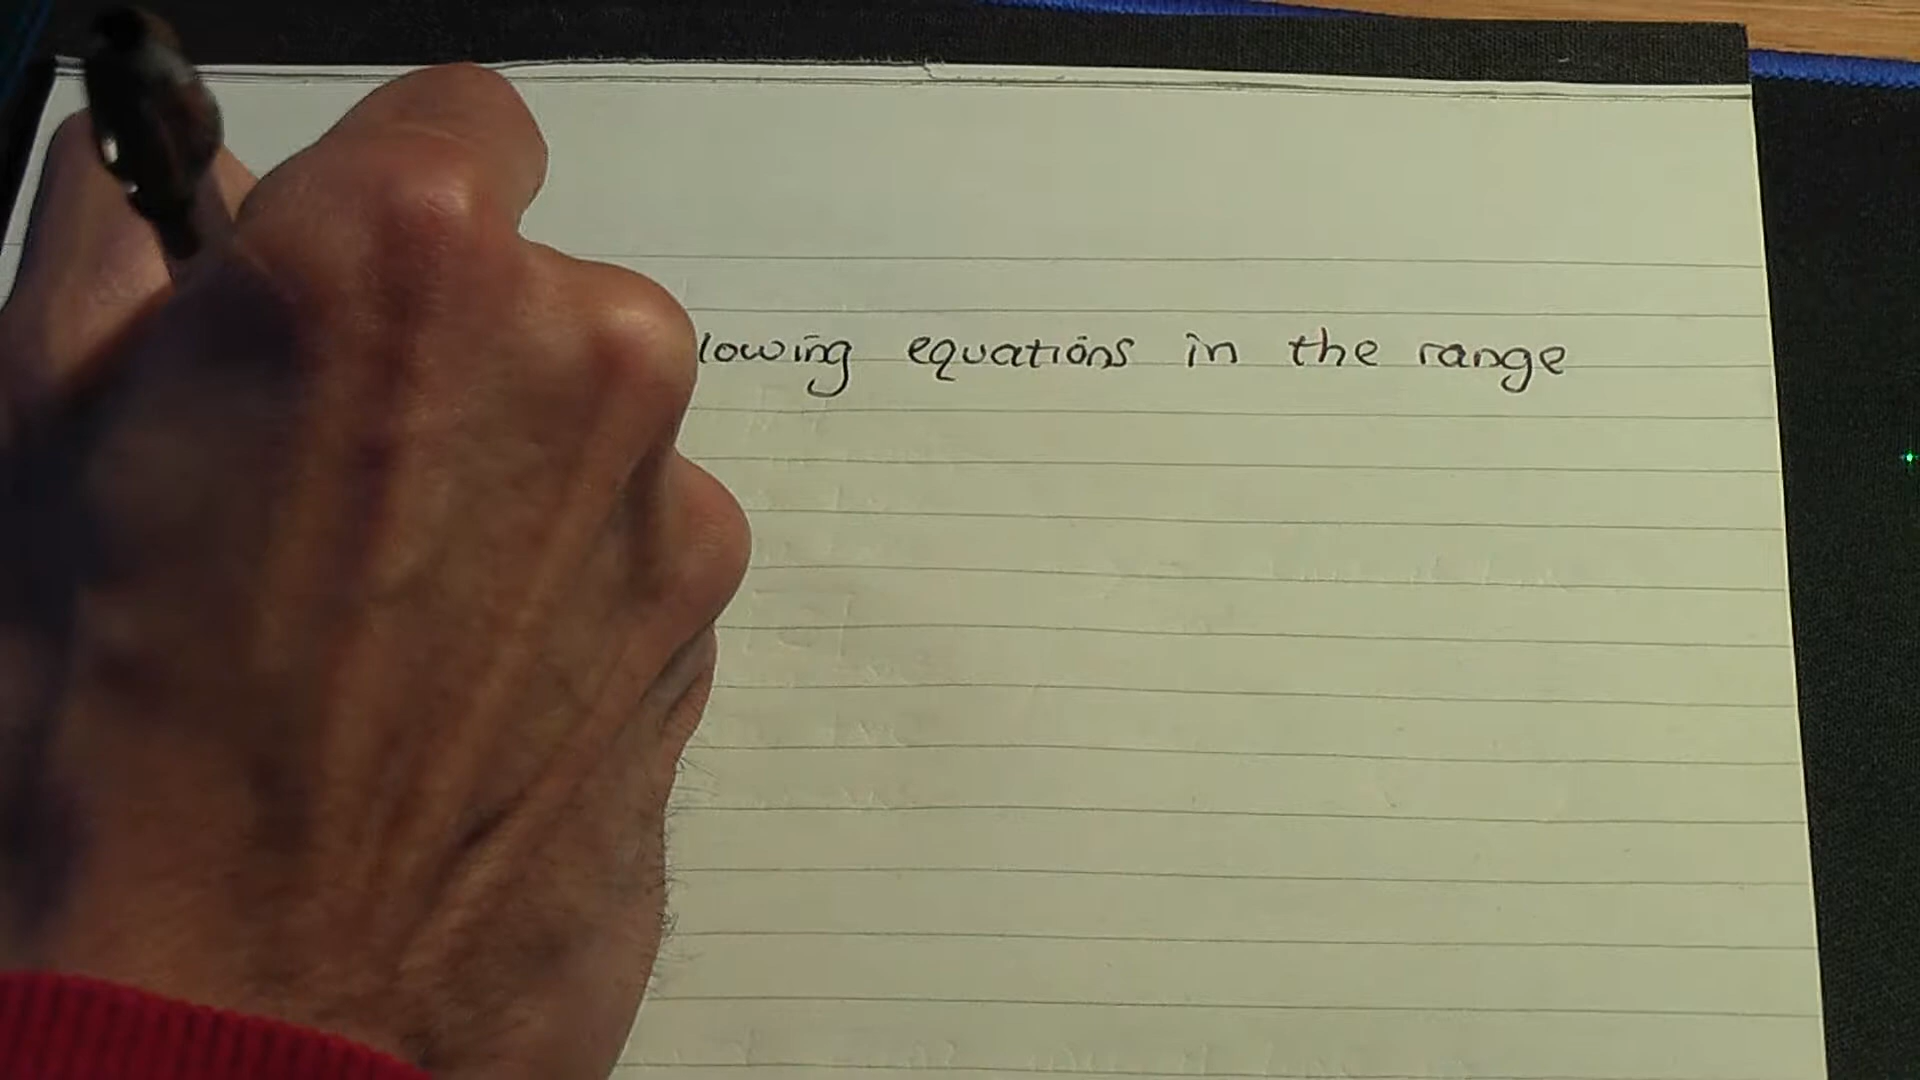 lowing equations in the range